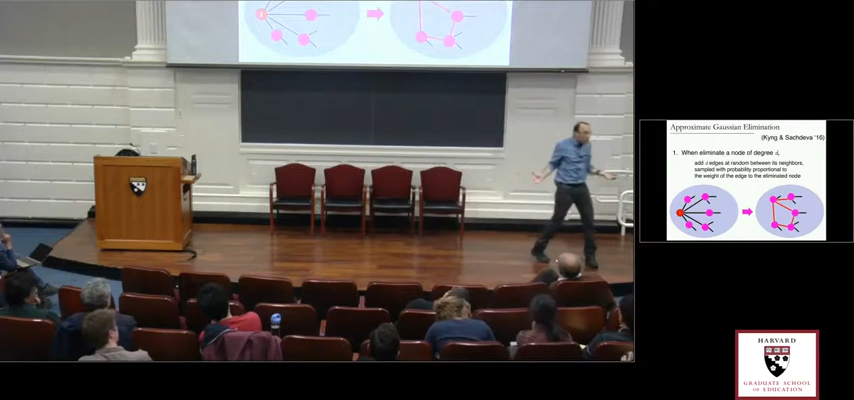 Approximate Gaussian Elimination
(Kyng & Sachdeva '16)
1. When eliminate a node of degree d,
add d edges at random between its neighbors,
sampled with probability proportional to
the weight of the edge to the eliminated node
HARVARD
GRADUATE SCHOOL
OF EDUCATION